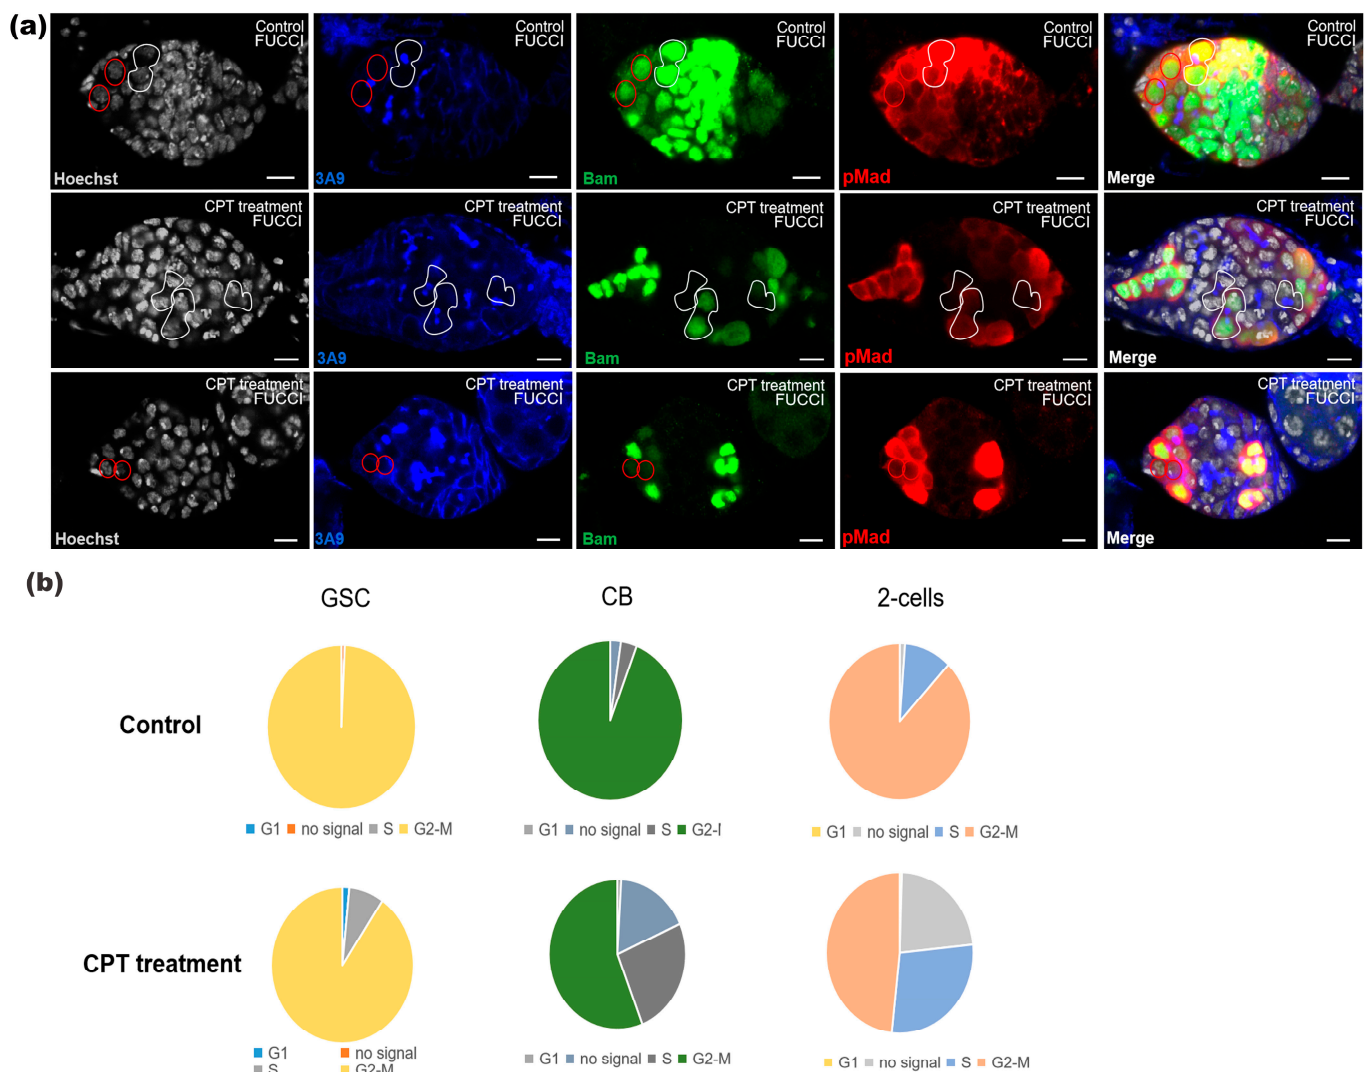 (a)
Control
FUCCI
Hoechst
Control
FUCCI
3A9
Control
FUCCI
Bam
Control
FUCCI
pMad
Control
FUCCI
Merge
CPT treatment
FUCCI
CPT treatment
FUCCI
3A9
CPT treatment
FUCCI
Bam
CPT treatment
FUCCI
pMad
CPT treatment
FUCCI
Merge
CPT treatment
FUCCI
Hoechst
CPT treatment
FUCCI
3A9
CPT treatment
FUCCI
Bam
CPT treatment
FUCCI
pMad
CPT treatment
FUCCI
Merge
(b)
GSC
CB
2-cells
Control
G1 no signal S G2-M
G1 no signal S G2-I
G1 no signal S G2-M
CPT treatment
G1 no signal
S G2-M
G1 no signal S G2-M
G1 no signal S G2-M